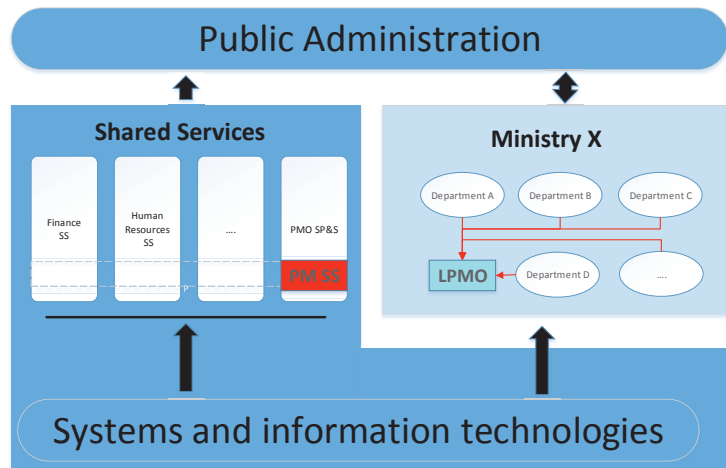 Public Administration
Shared Services
Finance
SS
Human
Resources
SS
....
PMO SP&S
PM SS
P
Ministry X
Department A
Department B
Department C
LPMO
Department D
....
Systems and information technologies